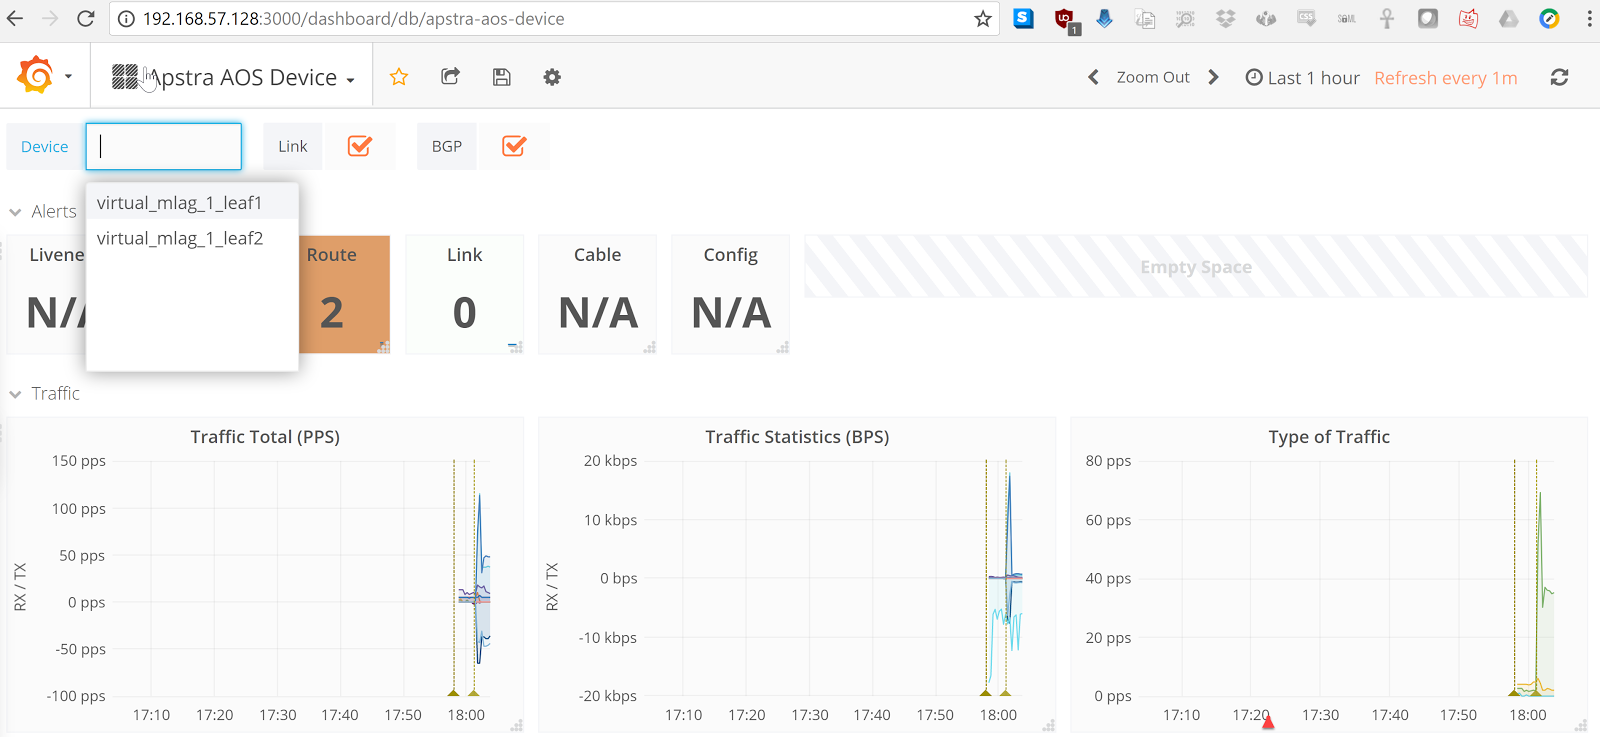 192.168.57.128:3000/dashboard/db/apstra-aos-device
1
Apstra AOS Device
Zoom Out
Last 1 hour
Refresh every 1m
Device
Link
BGP
virtual_mlag_1_leaf1
virtual_mlag_1_leaf2
Alerts
Route
2
Link
0
Cable
N/A
Config
N/A
Empty Space
Traffic
Traffic Total (PPS)
150 pps
100 pps
50 pps
0 pps
-50 pps
-100 pps
RX / TX
17:10 17:20 17:30 17:40 17:50 18:00
Traffic Statistics (BPS)
20 kbps
10 kbps
0 bps
-10 kbps
-20 kbps
RX / TX
17:10 17:20 17:30 17:40 17:50 18:00
Type of Traffic
80 pps
60 pps
40 pps
20 pps
0 pps
17:10 17:20 17:30 17:40 17:50 18:00